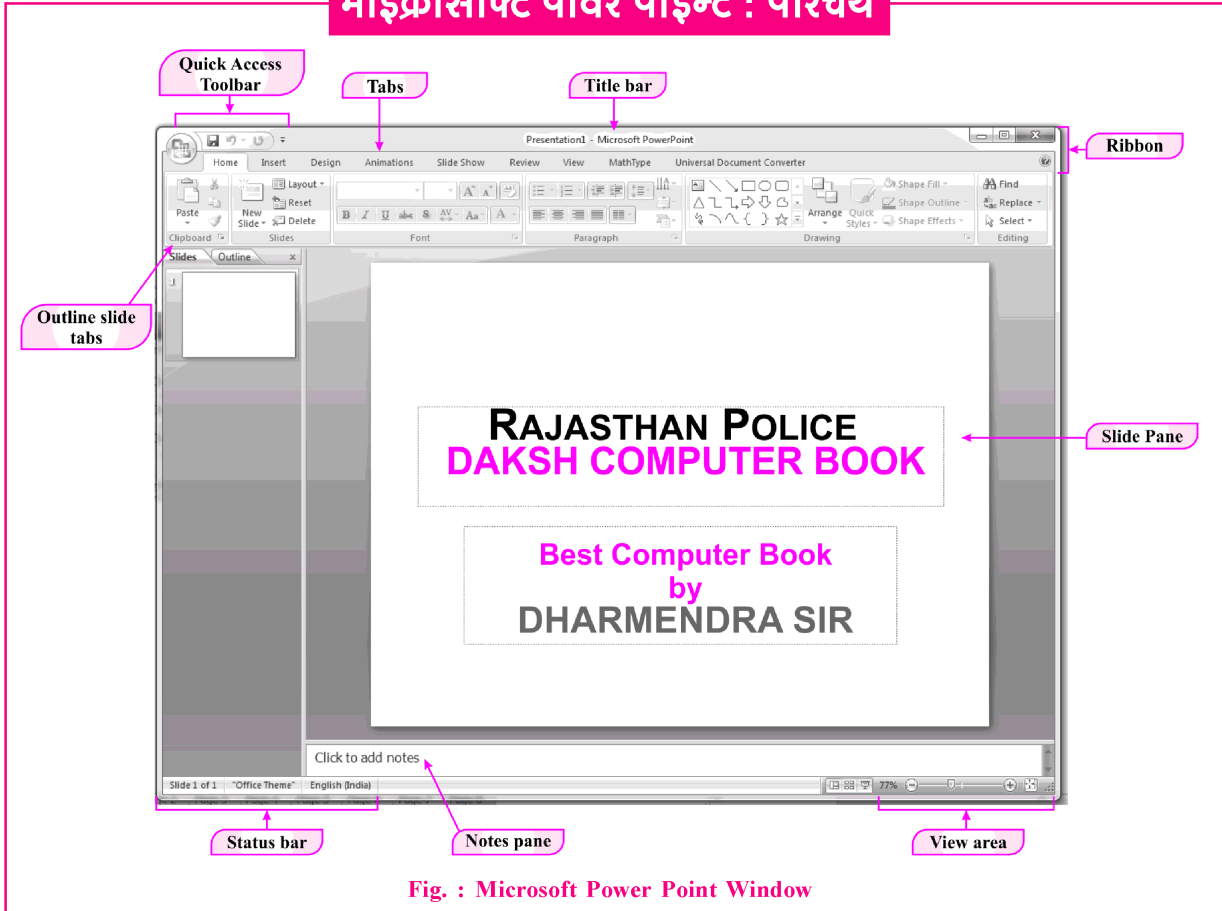 माइक्रोसॉफ्ट पावर पॉइन्ट : परिचय
Quick Access
Toolbar
Tabs
Title bar
Ribbon
Presentation1 - Microsoft PowerPoint
Home Insert Design Animations Slide Show Review View MathType Universal Document Converter
Paste
Clipboard
New
Slide
Layout
Reset
Delete
Slides
B I U abc S AV Aa A
Font
Paragraph
Arrange
Quick
Styles
Shape Fill
Shape Outline
Shape Effects
Drawing
Find
Replace
Select
Editing
Slides Outline x
1
Outline slide
tabs
RAJASTHAN POLICE
DAKSH COMPUTER BOOK
Slide Pane
Best Computer Book
by
DHARMENDRA SIR
Click to add notes
Slide 1 of 1 "Office Theme" English (India) 77%
Status bar
Notes pane
View area
Fig. : Microsoft Power Point Window